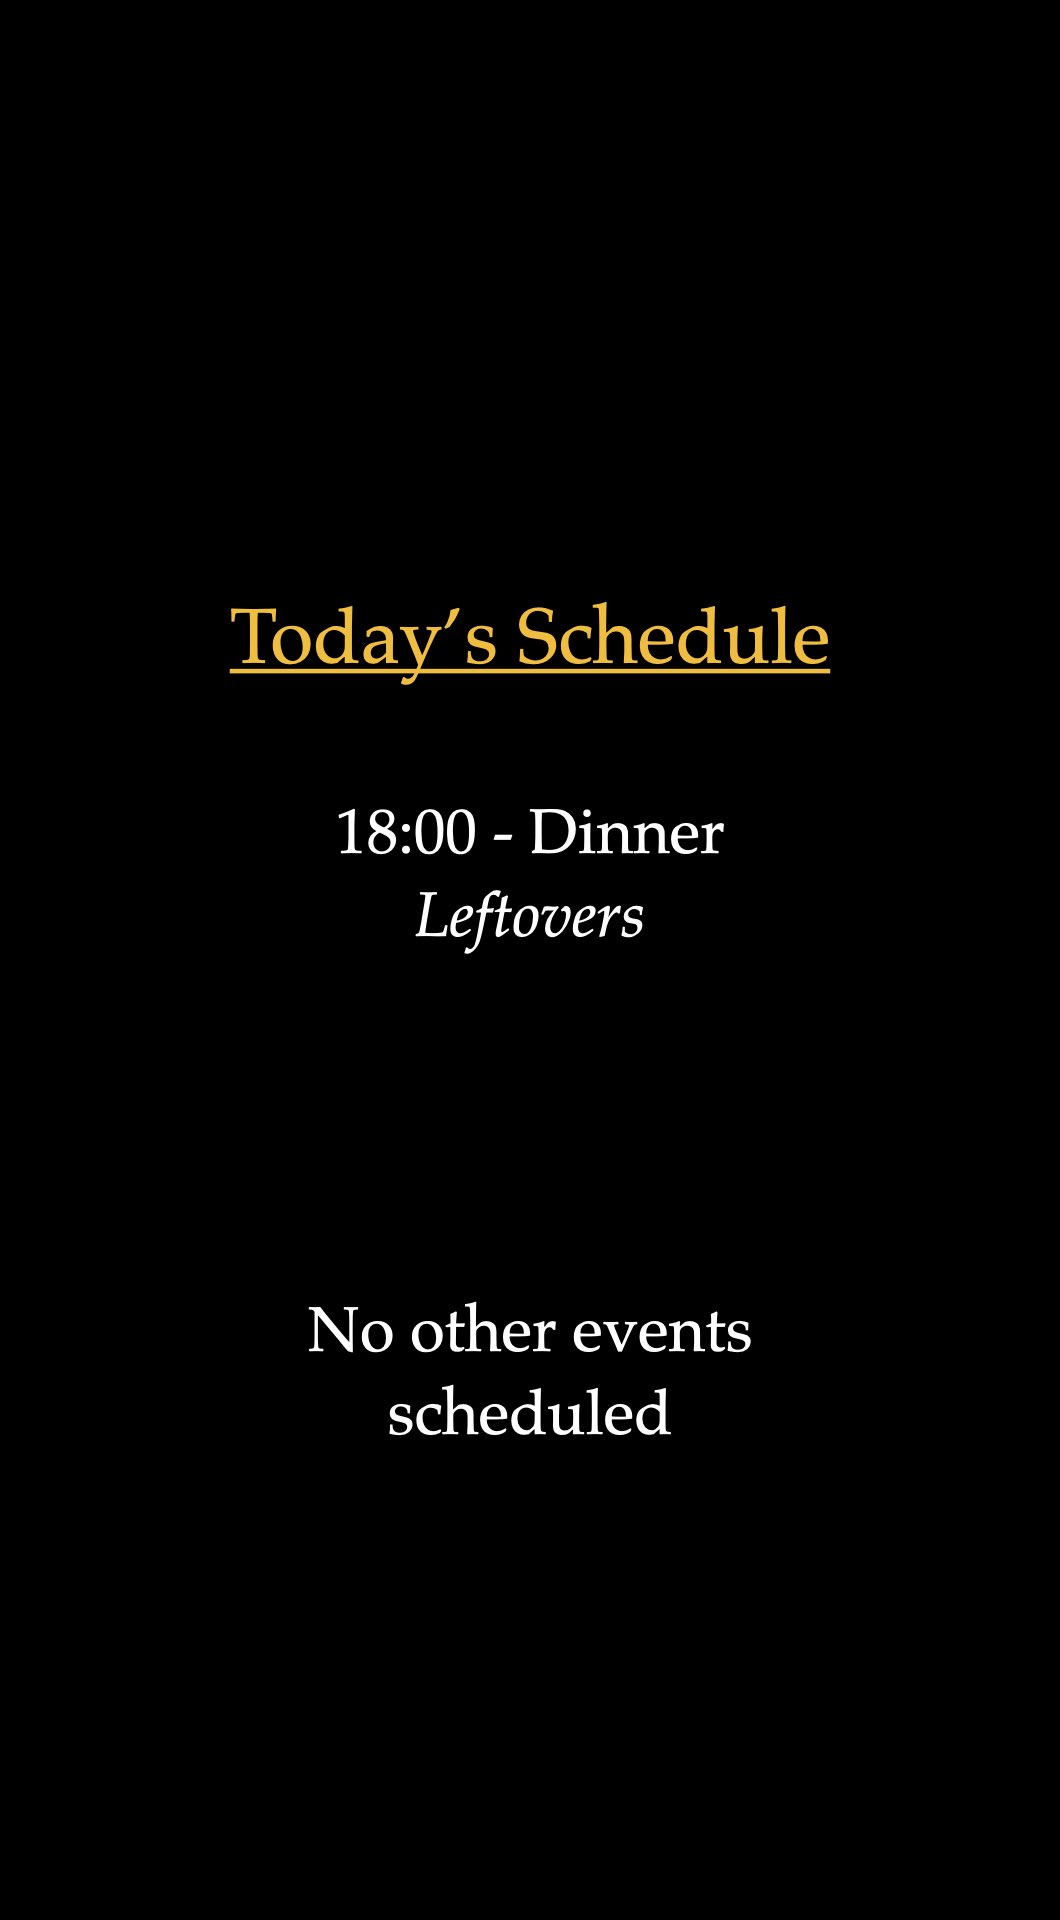 Today’s Schedule
18:00 - Dinner
Leftovers
No other events
scheduled